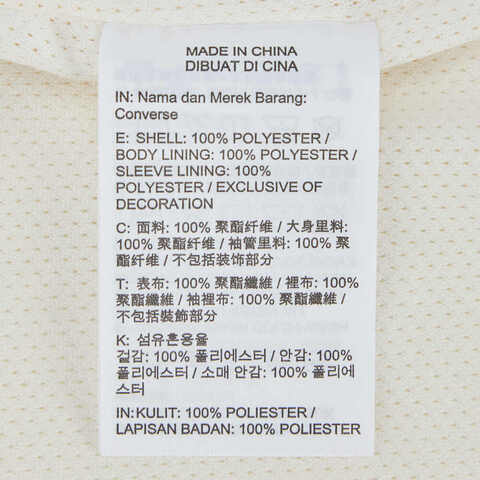 MADE IN CHINA
DIBUAT DI CINA
IN: Nama dan Merek Barang:
Converse
E: SHELL: 100% POLYESTER /
BODY LINING: 100% POLYESTER /
SLEEVE LINING: 100%
POLYESTER / EXCLUSIVE OF
DECORATION
C: 面料: 100% 聚酯纤维 / 大身里料:
100% 聚酯纤维 / 袖管里料: 100% 聚
酯纤维 / 不包括装饰部分
T: 表布: 100% 聚酯纖維 / 裡布: 100%
聚酯纖維 / 袖裡布: 100% 聚酯纖維 /
不包括裝飾部分
K: 섬유혼용율
겉감: 100% 폴리에스터 / 안감: 100%
폴리에스터 / 소매 안감: 100% 폴리
에스터
IN:KULIT: 100% POLIESTER /
LAPISAN BADAN: 100% POLIESTER